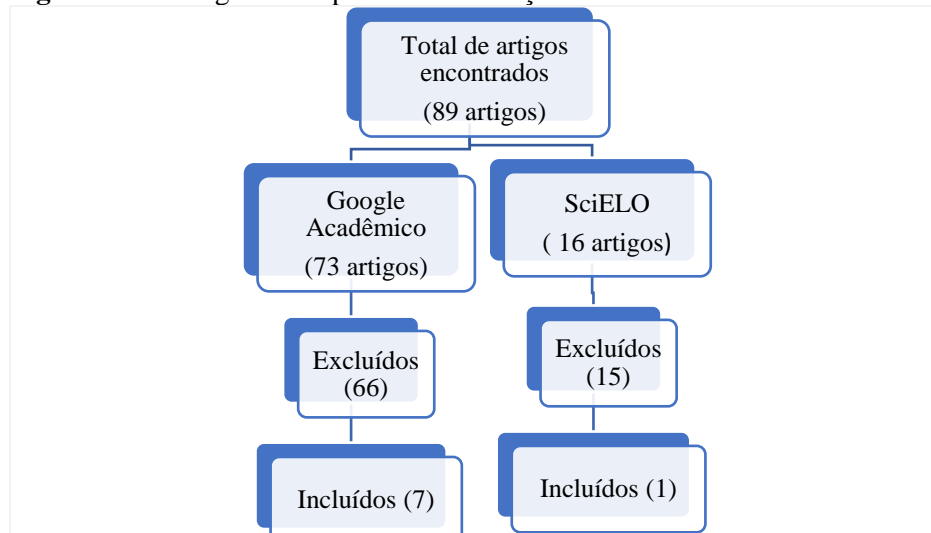 Total de artigos
encontrados
(89 artigos)
Google
Acadêmico
(73 artigos)
SciELO
( 16 artigos)
Excluídos
(66)
Excluídos
(15)
Incluídos (7)
Incluídos (1)